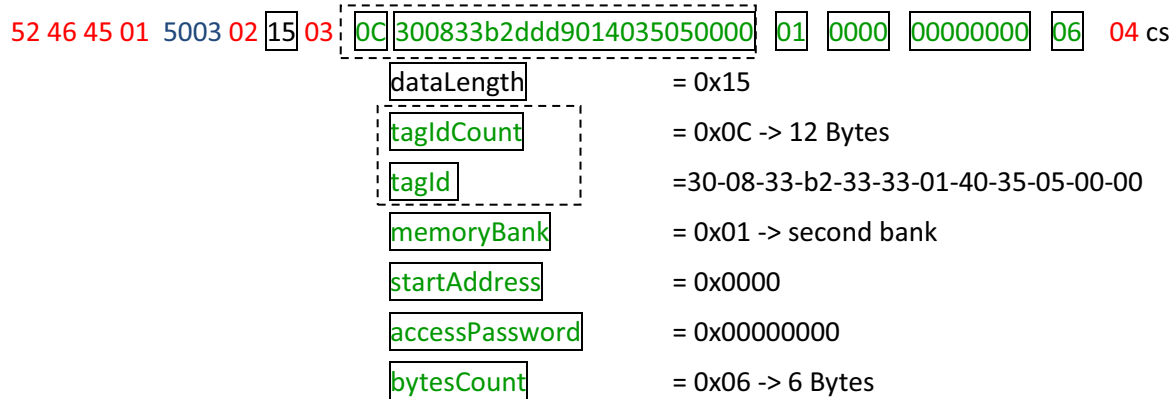 52 46 45 01 5003 02 15 03 0C 300833b2ddd9014035050000 01 0000 00000000 06 04 cs
dataLength = 0x15
tagIdCount = 0x0C -> 12 Bytes
tagId =30-08-33-b2-33-33-01-40-35-05-00-00
memoryBank = 0x01 -> second bank
startAddress = 0x0000
accessPassword = 0x00000000
bytesCount = 0x06 -> 6 Bytes